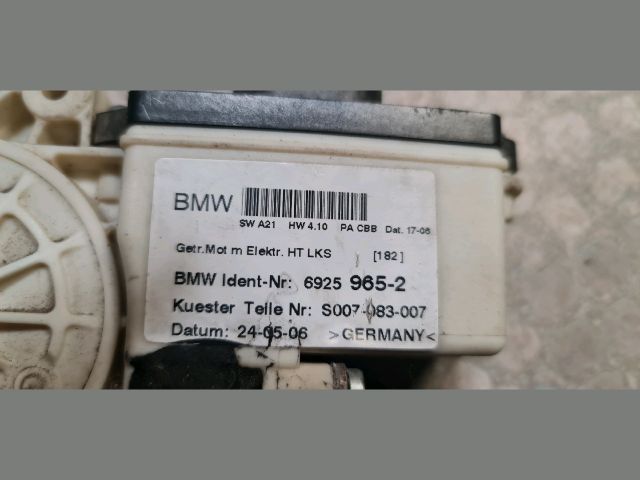 BMW
SW A21 HW 4.10 PA CBB Dat. 17-06
Getr.Mot m Elektr. HT LKS [182]
BMW Ident-Nr: 6925 965-2
Kuester Teile Nr: S007-083-007
Datum: 24-05-06 >GERMANY<